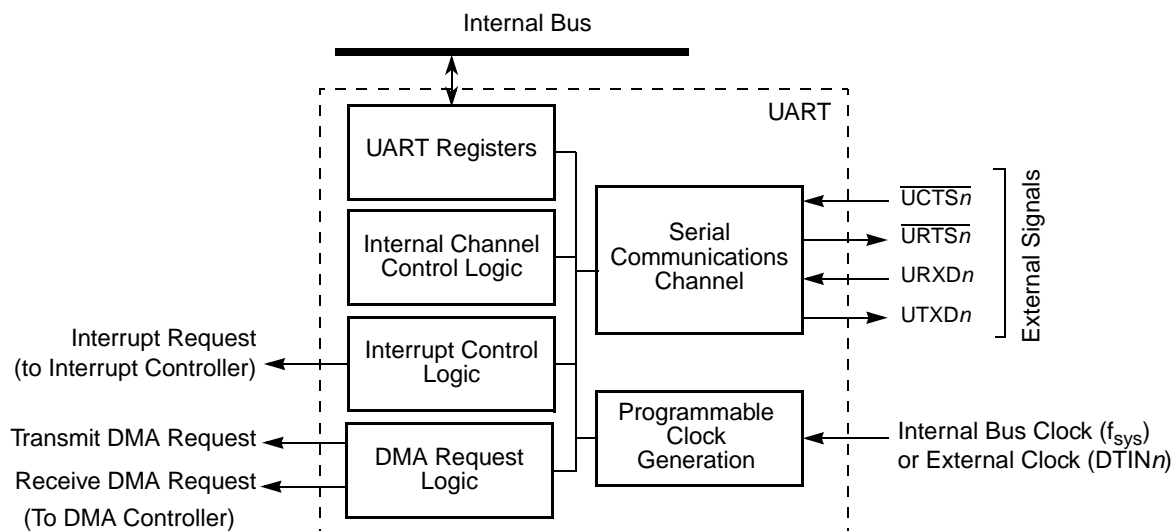 Internal Bus
UART
UART Registers
Internal Channel
Control Logic
Interrupt Control
Logic
DMA Request
Logic
Serial
Communications
Channel
Programmable
Clock
Generation
UCTSn
URTSn
URXDn
UTXDn
External Signals
Interrupt Request
(to Interrupt Controller)
Transmit DMA Request
Receive DMA Request
(To DMA Controller)
Internal Bus Clock (fsys)
or External Clock (DTINn)